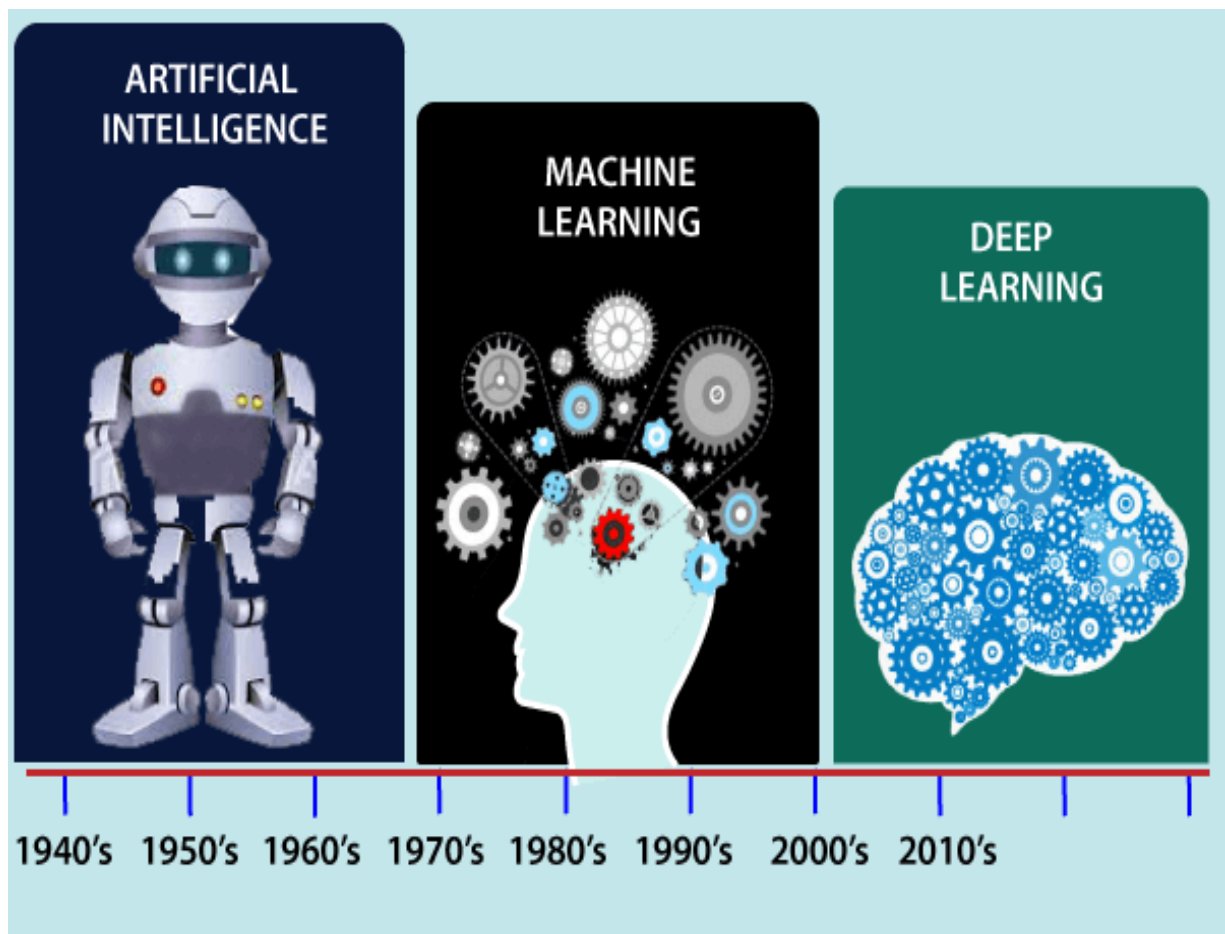 ARTIFICIAL
INTELLIGENCE
MACHINE
LEARNING
DEEP
LEARNING
1940's 1950's 1960's 1970's 1980's 1990's 2000's 2010's